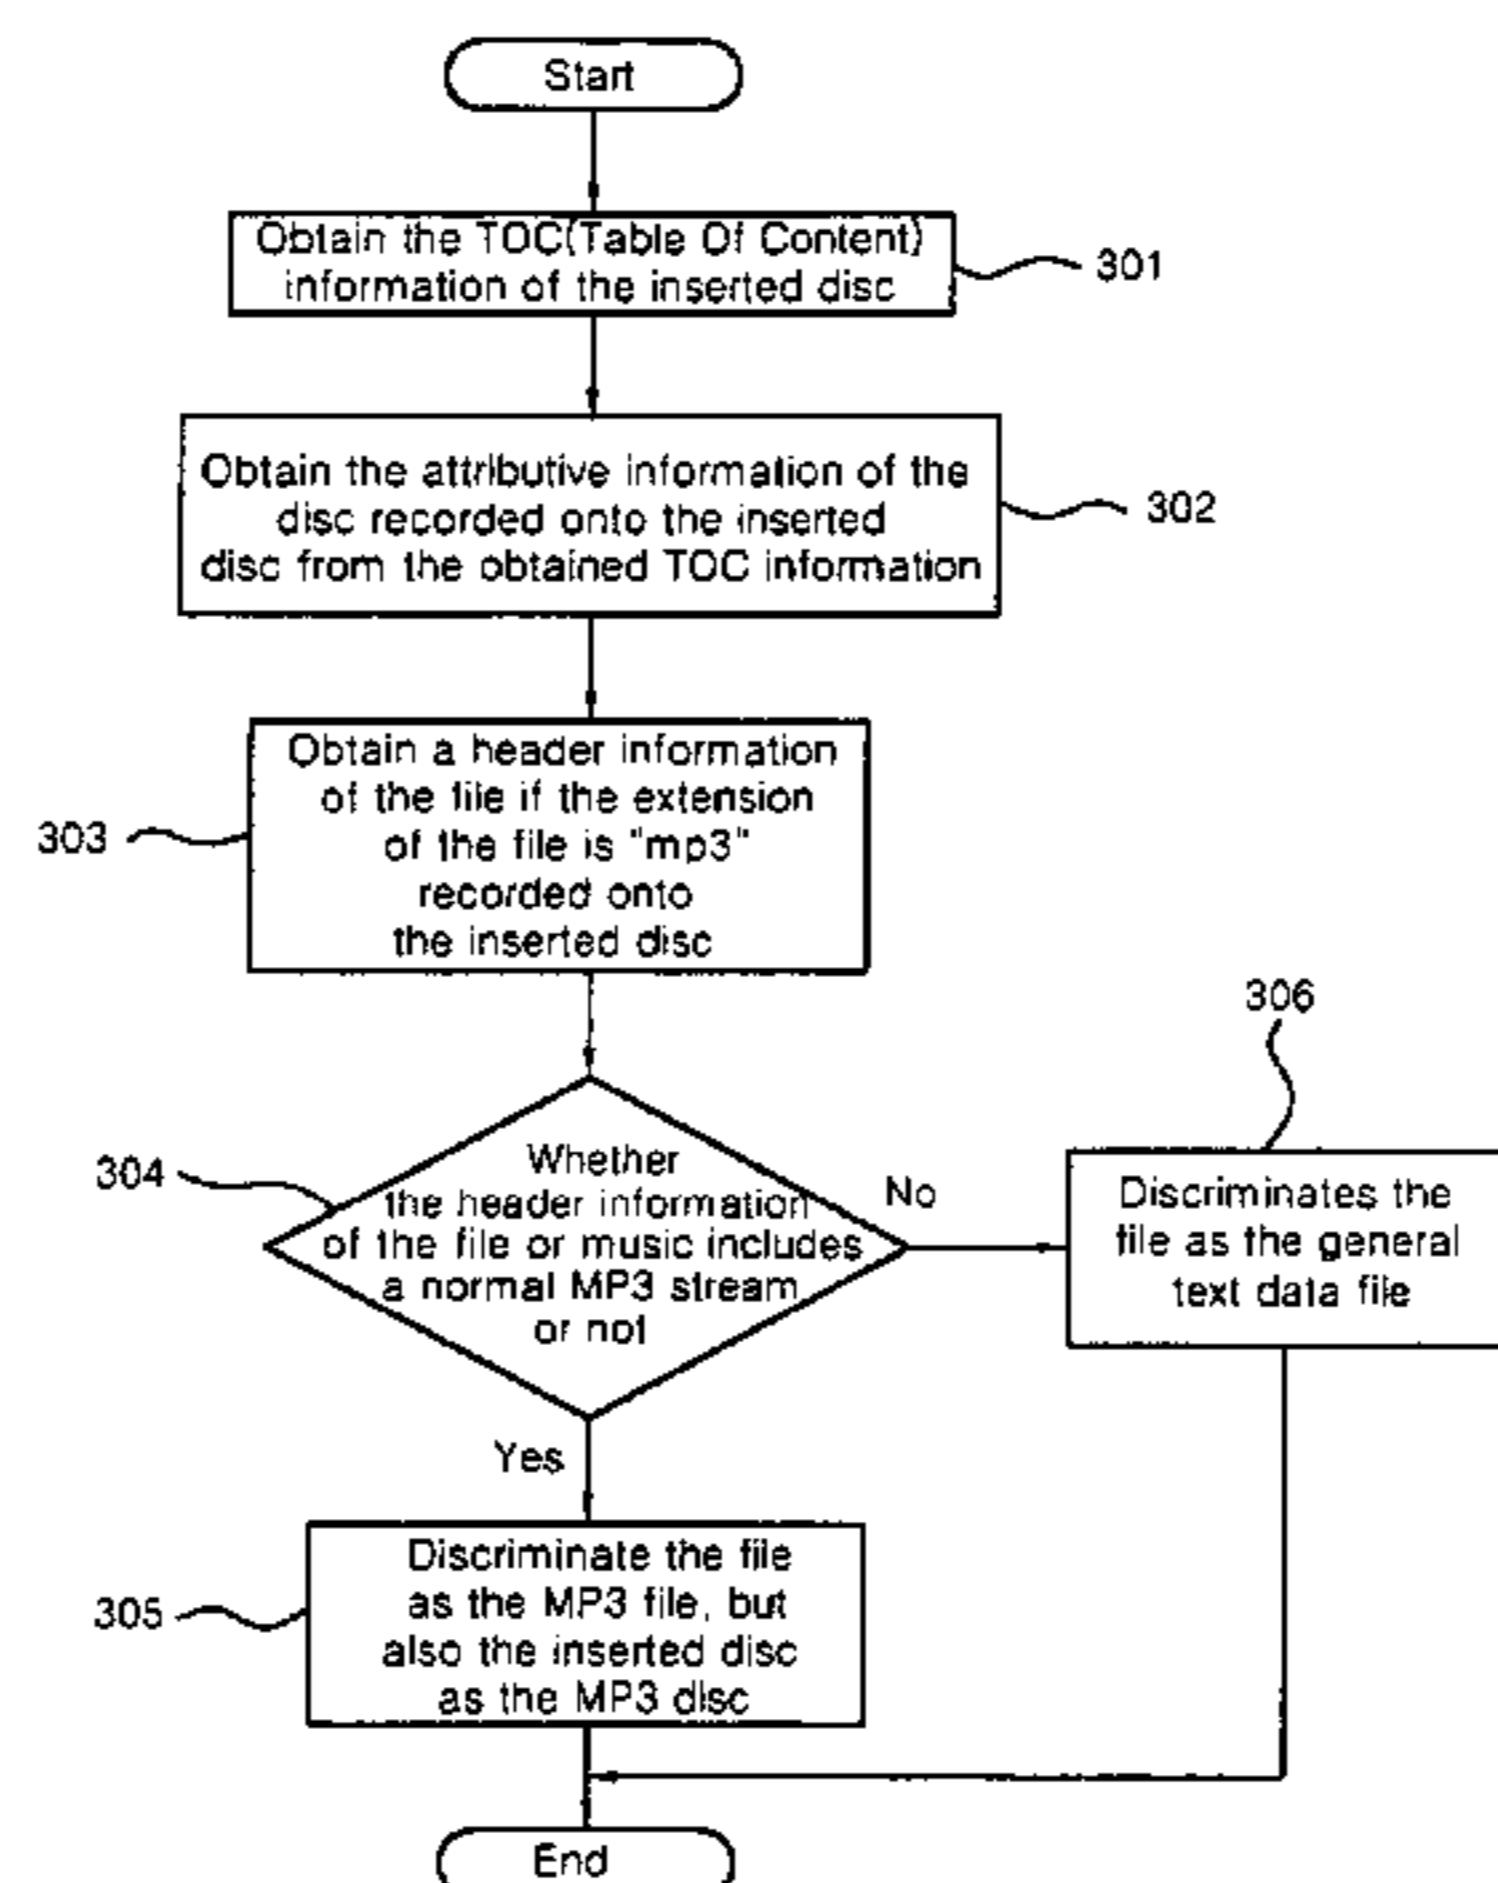 Start
Obtain the TOC(Table Of Content)
information of the inserted disc
301
Obtain the attributive information of the
disc recorded onto the inserted
disc from the obtained TOC information
302
Obtain a header information
of the file if the extension
of the file is "mp3"
recorded onto
the inserted disc
303
306
304
Whether
the header information
of the file or music includes
a normal MP3 stream
or not
No
Discriminates the
file as the general
text data file
Yes
Discriminate the file
as the MP3 file, but
also the inserted disc
as the MP3 disc
305
End